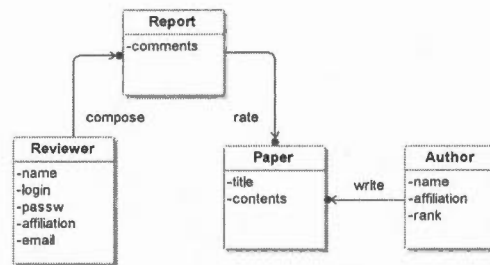 Report
-comments
compose
rate
Reviewer
-name
-login
-passw
-affiliation
-email
Paper
-title
-contents
write
Author
-name
-affiliation
-rank